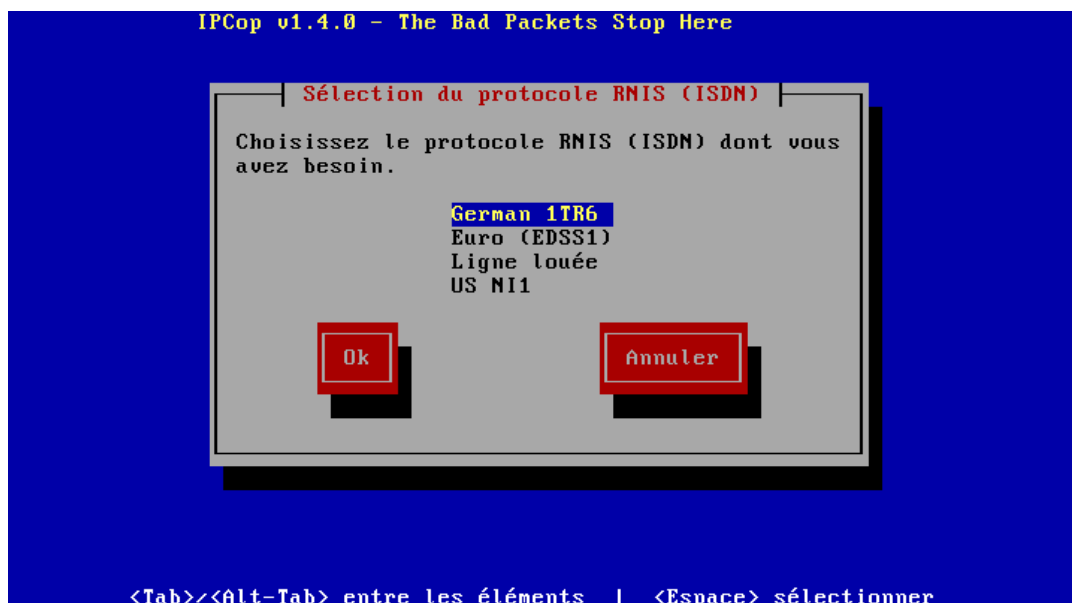 IPCop v1.4.0 - The Bad Packets Stop Here
Sélection du protocole RNIS (ISDN)
Choisissez le protocole RNIS (ISDN) dont vous
avez besoin.
German 1TR6
Euro (EDSS1)
Ligne louée
US NI1
Ok Annuler
<Tab>/<Alt-Tab> entre les éléments | <Espace> sélectionner